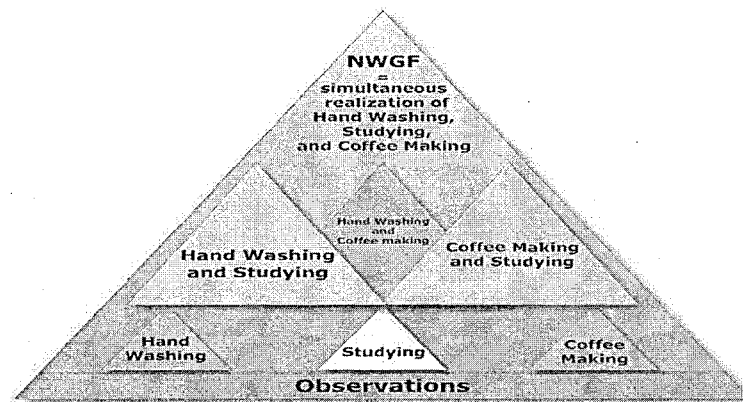 NWGF
=
simultaneous
realization of
Hand Washing,
Studying,
and Coffee Making
Hand Washing
and
Coffee making
Hand Washing
and Studying
Coffee Making
and Studying
Hand
Washing
Studying
Coffee
Making
Observations